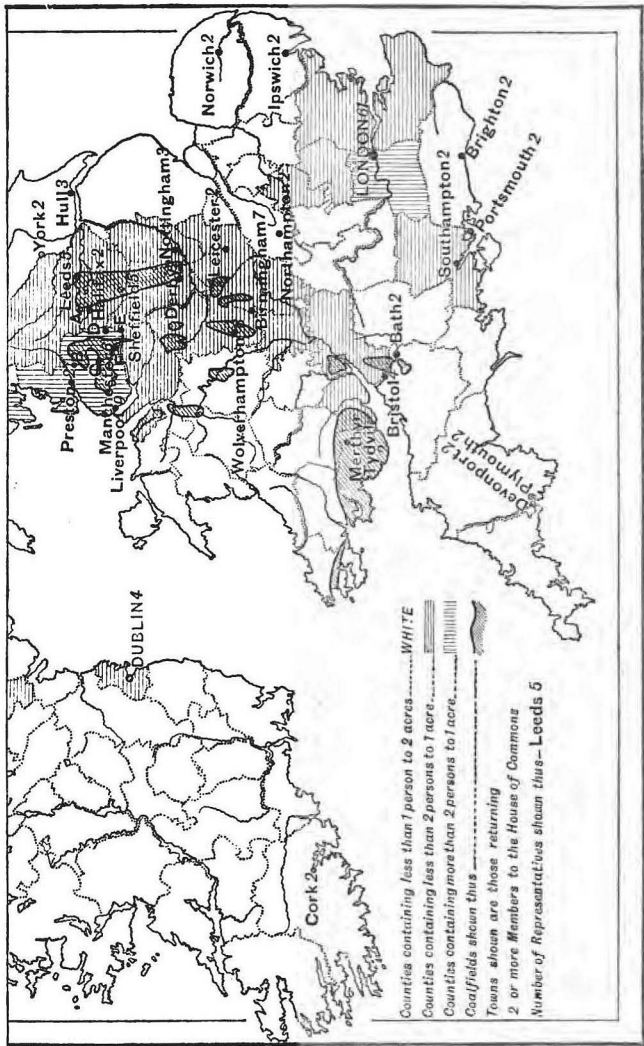 York 2
Hull 3
Leeds 5
Preston 2
Manchester
Liverpool
Sheffield
Derby 2
Nottingham 3
Leicester 2
Norwich 2
Wolverhampton
Birmingham 7
Northampton 2
Ipswich 2
DUBLIN 4
Merthyr
Tydvil
LONDON
Bristol
Bath 2
Southampton 2
Portsmouth 2
Brighton 2
Devonport 2
Plymouth 2
Cork 2
Counties containing less than 1 person to 2 acres WHITE
Counties containing less than 2 persons to 1 acre
Counties containing more than 2 persons to 1 acre
Coalfields shown thus
Towns shown are those returning
2 or more Members to the House of Commons
Number of Representatives shown thus – Leeds 5